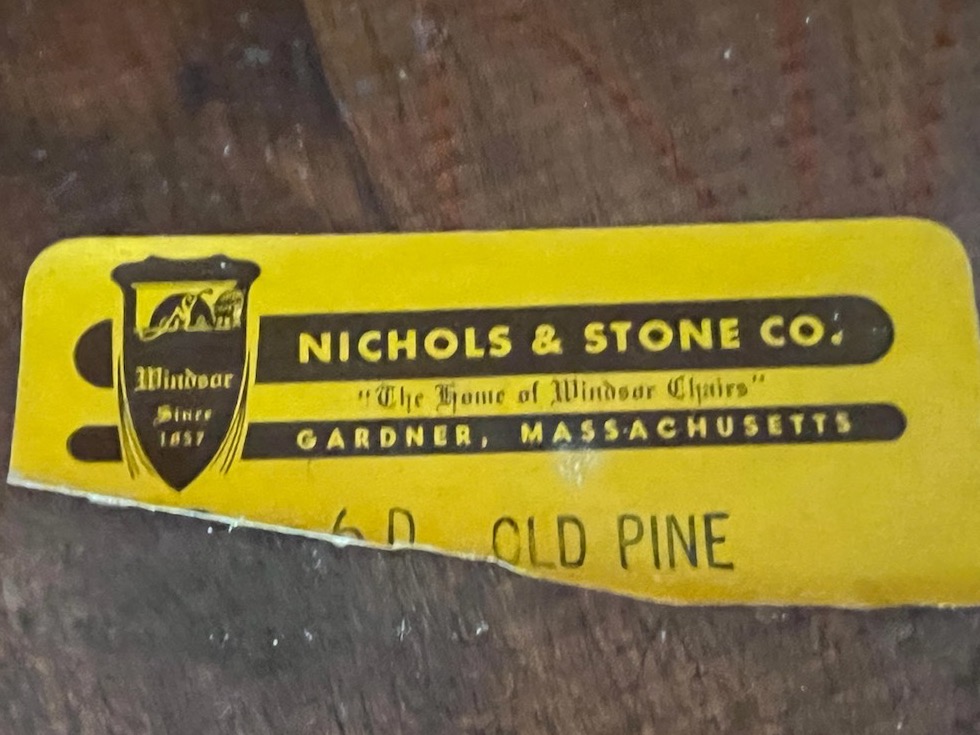 NICHOLS & STONE CO.
"The Home of Windsor Chairs"
GARDNER, MASSACHUSETTS
Windsor
Since
1857
6 D OLD PINE